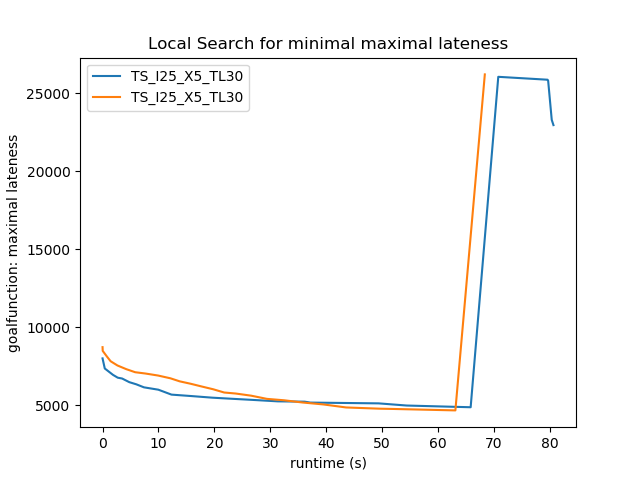 Local Search for minimal maximal lateness
TS_I25_X5_TL30
TS_I25_X5_TL30
goalfunction: maximal lateness
25000
20000
15000
10000
5000
0 10 20 30 40 50 60 70 80
runtime (s)